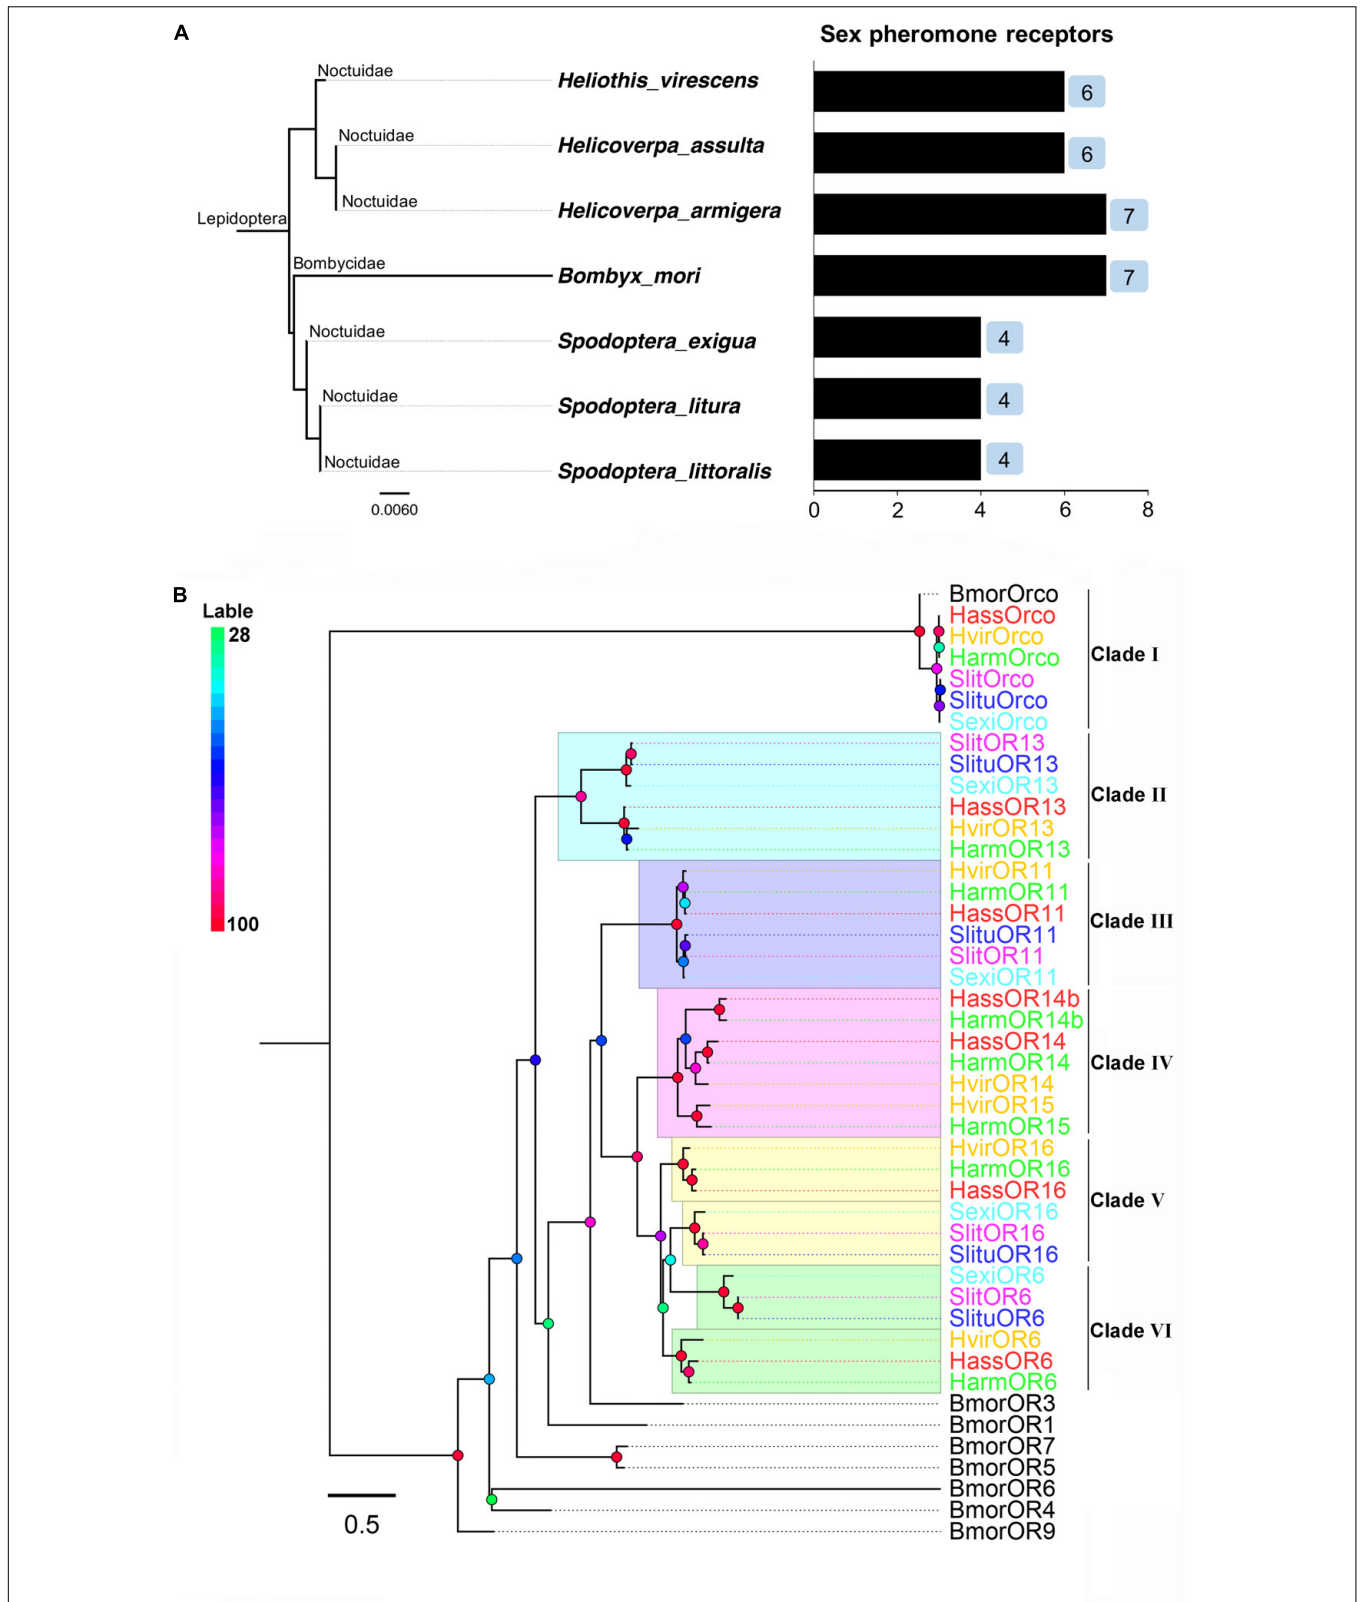 A
Sex pheromone receptors
Noctuidae
Heliothis_virescens
6
Noctuidae
Helicoverpa_assulta
6
Noctuidae
Helicoverpa_armigera
7
Lepidoptera
Bombycidae
Bombyx_mori
7
Noctuidae
Spodoptera_exigua
4
Noctuidae
Spodoptera_litura
4
Noctuidae
Spodoptera_littoralis
4
0.0060
0 2 4 6 8
B
Lable
28
100
BmorOrco
HassOrco
HvirOrco
HarmOrco
SlitOrco
SlituOrco
SexiOrco
Clade I
SlitOR13
SlituOR13
SexiOR13
HassOR13
HvirOR13
HarmOR13
Clade II
HvirOR11
HarmOR11
HassOR11
SlituOR11
SlitOR11
SexiOR11
Clade III
HassOR14b
HarmOR14b
HassOR14
HarmOR14
HvirOR14
HvirOR15
HarmOR15
Clade IV
HvirOR16
HarmOR16
HassOR16
SexiOR16
SlitOR16
SlituOR16
Clade V
SexiOR6
SlitOR6
SlituOR6
HvirOR6
HassOR6
HarmOR6
Clade VI
BmorOR3
BmorOR1
BmorOR7
BmorOR5
BmorOR6
BmorOR4
BmorOR9
0.5